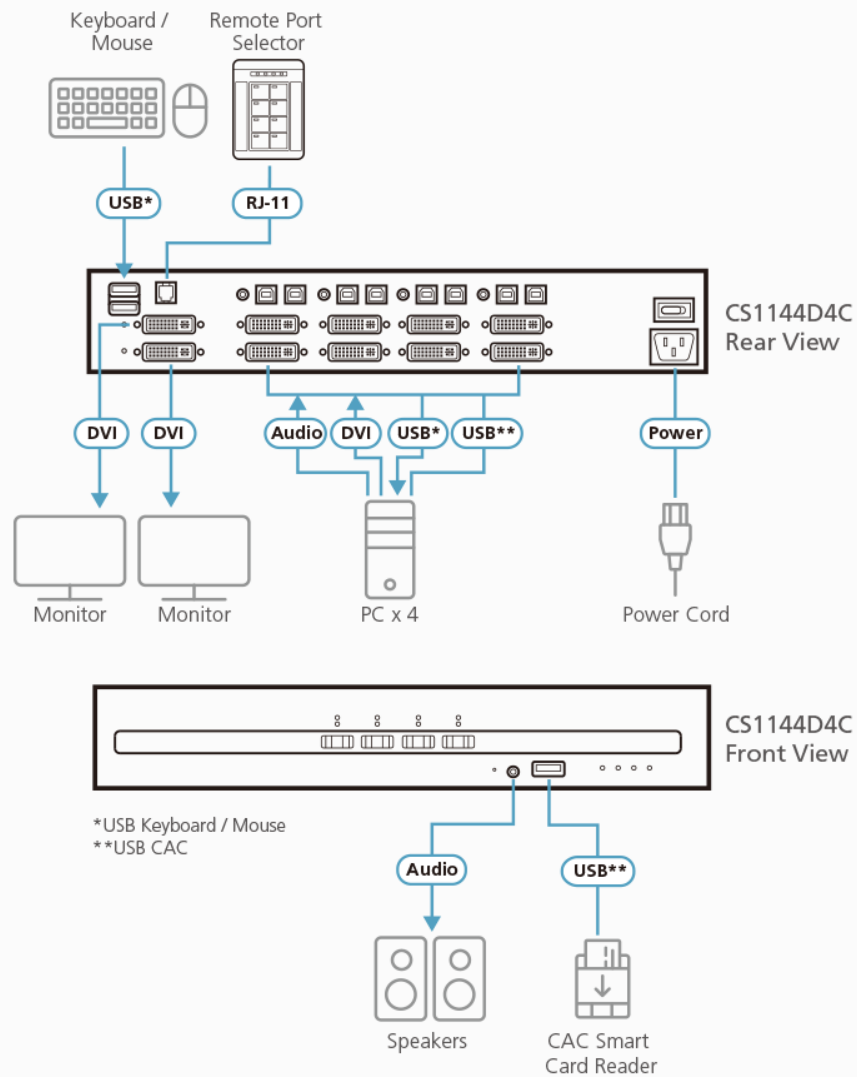 Keyboard /
Mouse
Remote Port
Selector
USB*
RJ-11
CS1144D4C
Rear View
DVI
DVI
Audio
DVI
USB*
USB**
Power
Monitor
Monitor
PC x 4
Power Cord
CS1144D4C
Front View
*USB Keyboard / Mouse
**USB CAC
Audio
USB**
Speakers
CAC Smart
Card Reader